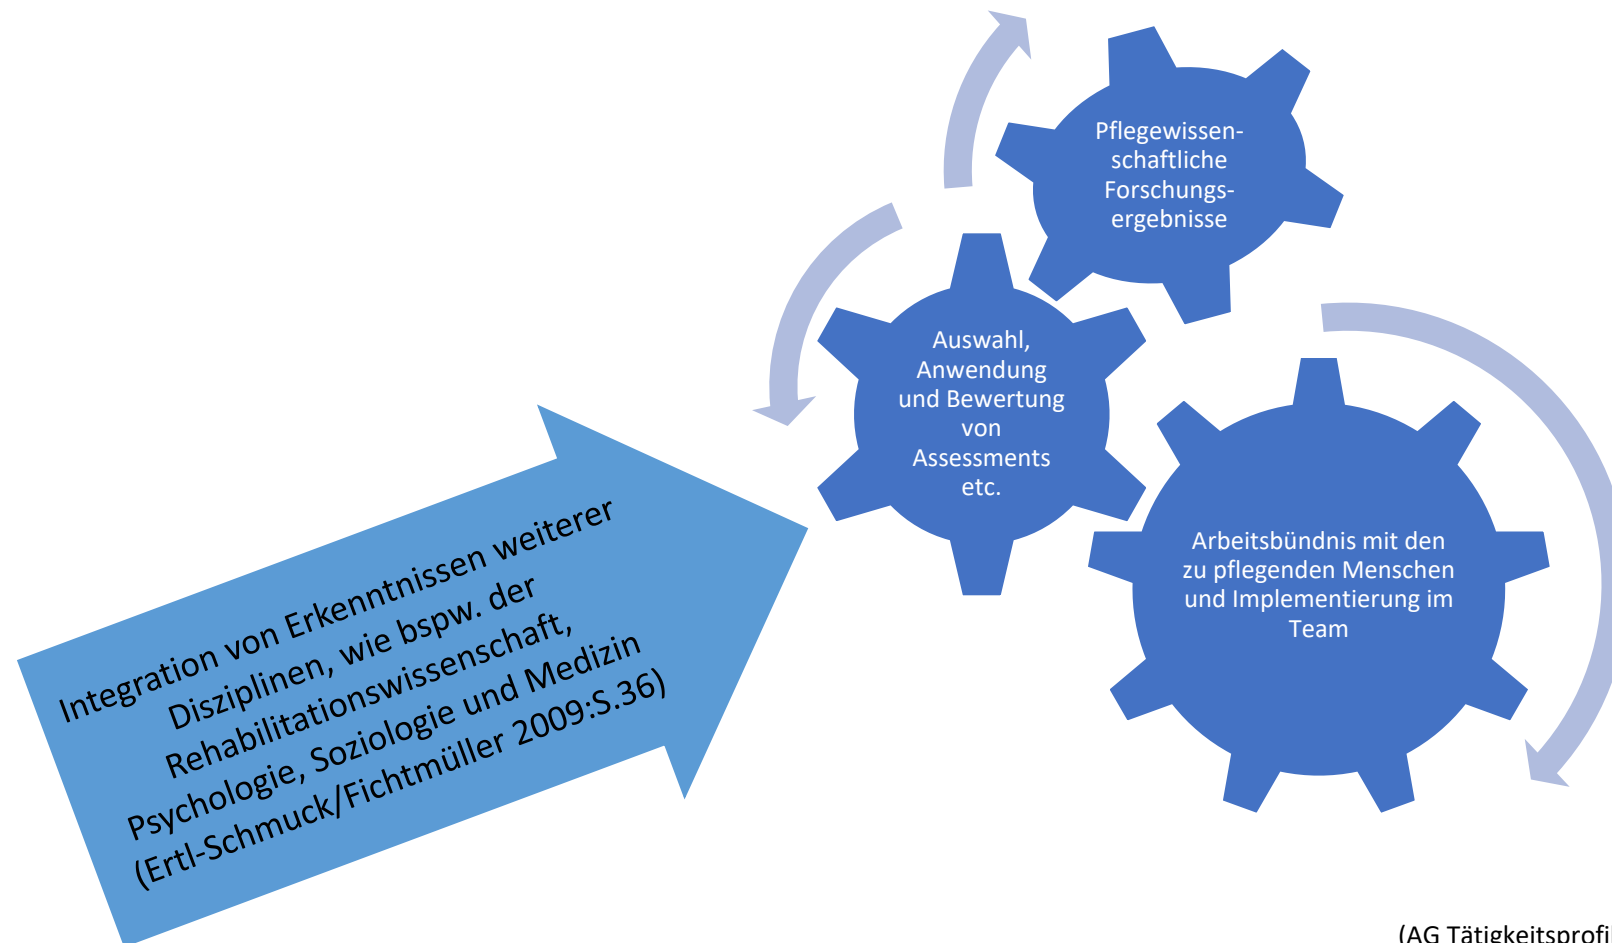 Pflegewissen-
schaftliche
Forschungs-
ergebnisse
Auswahl,
Anwendung
und Bewertung
von
Assessments
etc.
Arbeitsbündnis mit den
zu pflegenden Menschen
und Implementierung im
Team
Integration von Erkenntnissen weiterer
Disziplinen, wie bspw. der
Rehabilitationswissenschaft,
Psychologie, Soziologie und Medizin
(Ertl-Schmuck/Fichtmüller 2009:S.36)
(AG Tätigkeitsprofil